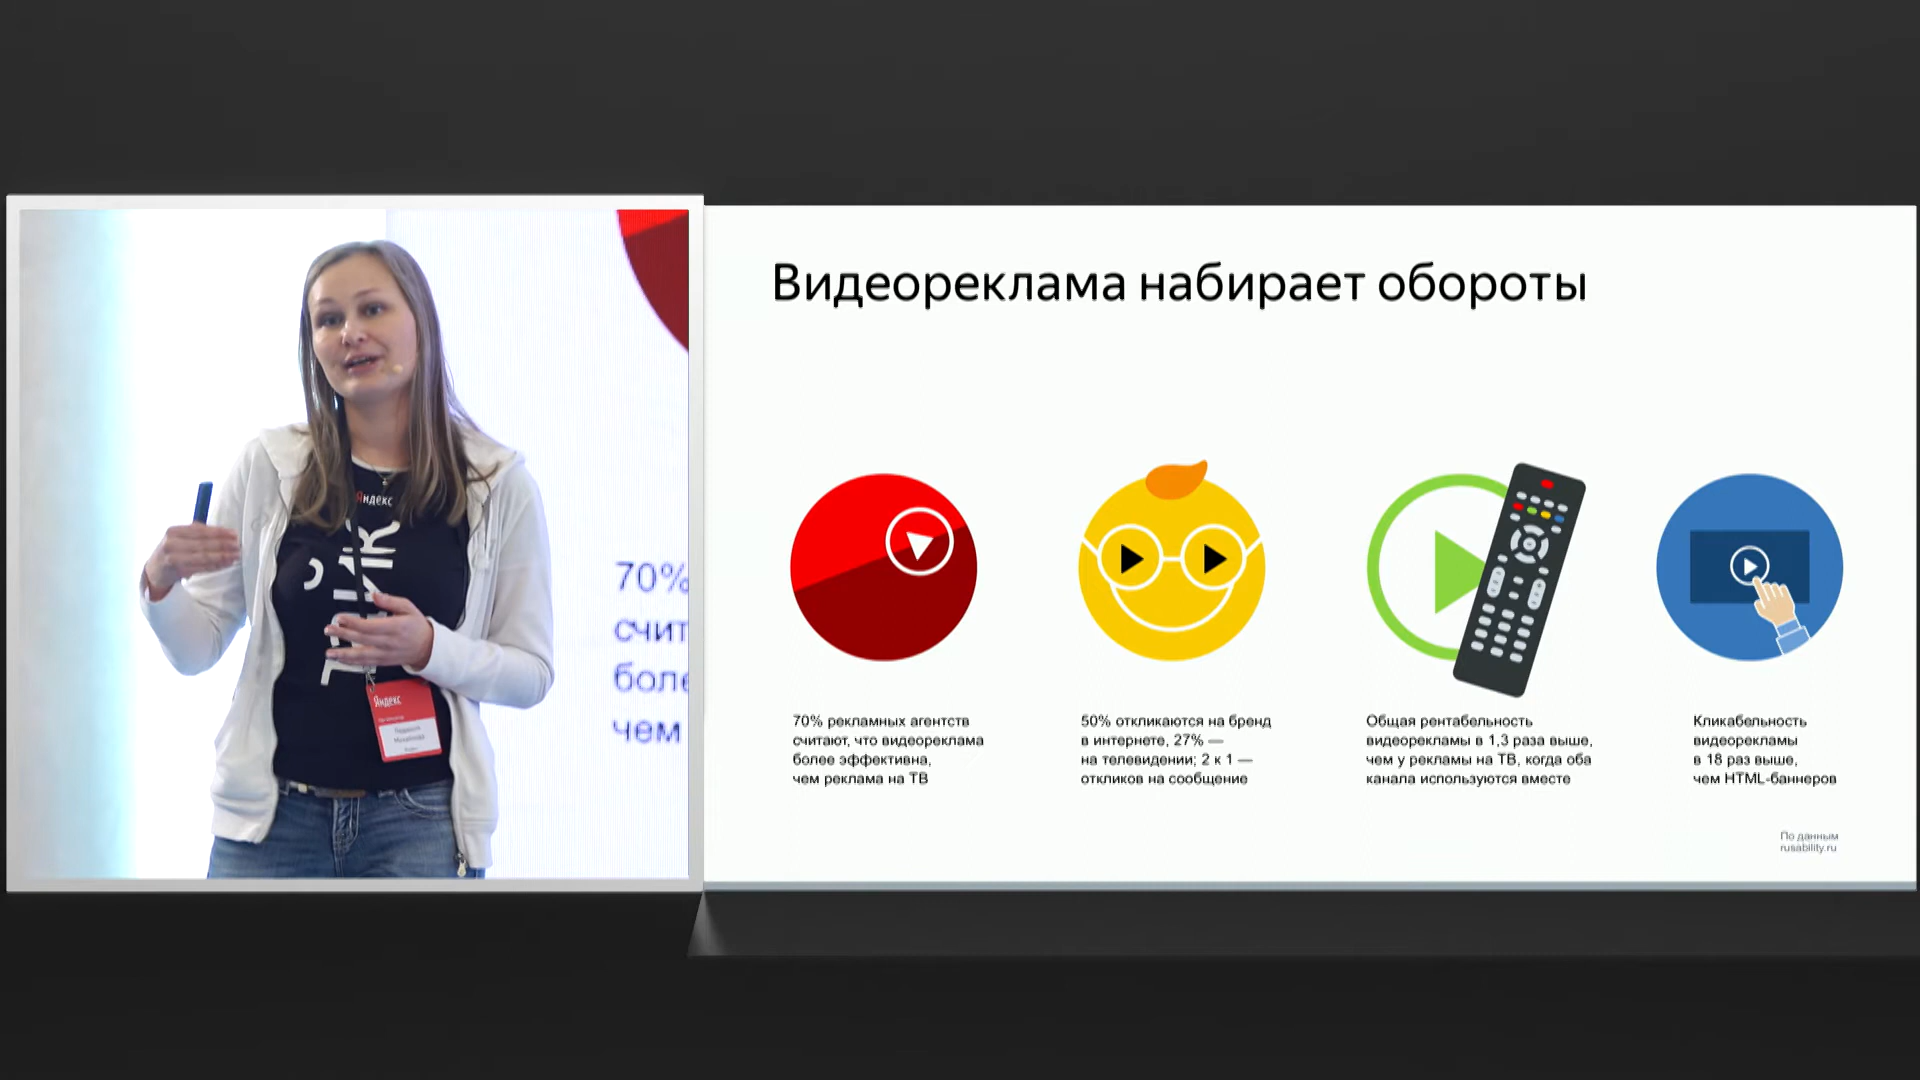 Яндекс
Яндекс
70%
счит
боле
чем
Видеореклама набирает обороты
70% рекламных агентств
считают, что видеореклама
более эффективна,
чем реклама на ТВ
50% откликаются на бренд
в интернете, 27% —
на телевидении; 2 к 1 —
откликов на сообщение
Общая рентабельность
видеорекламы в 1,3 раза выше,
чем у рекламы на ТВ, когда оба
канала используются вместе
Кликабельность
видеорекламы
в 18 раз выше,
чем HTML-баннеров
По данным
rusability.ru